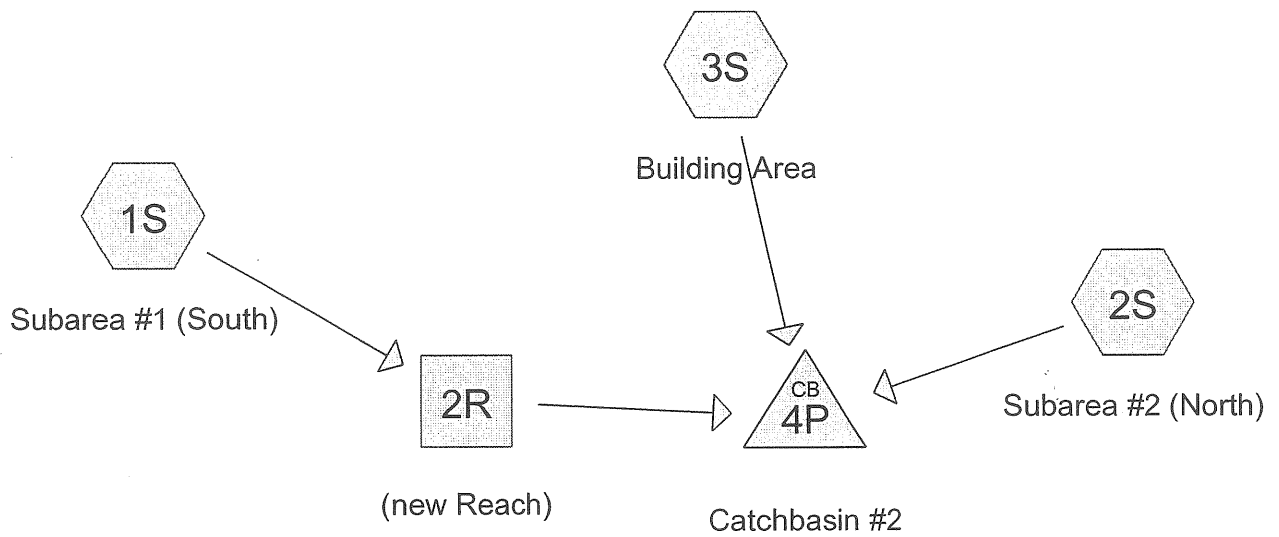 3S
Building Area
1S
Subarea #1 (South)
2S
Subarea #2 (North)
2R
(new Reach)
CB
4P
Catchbasin #2